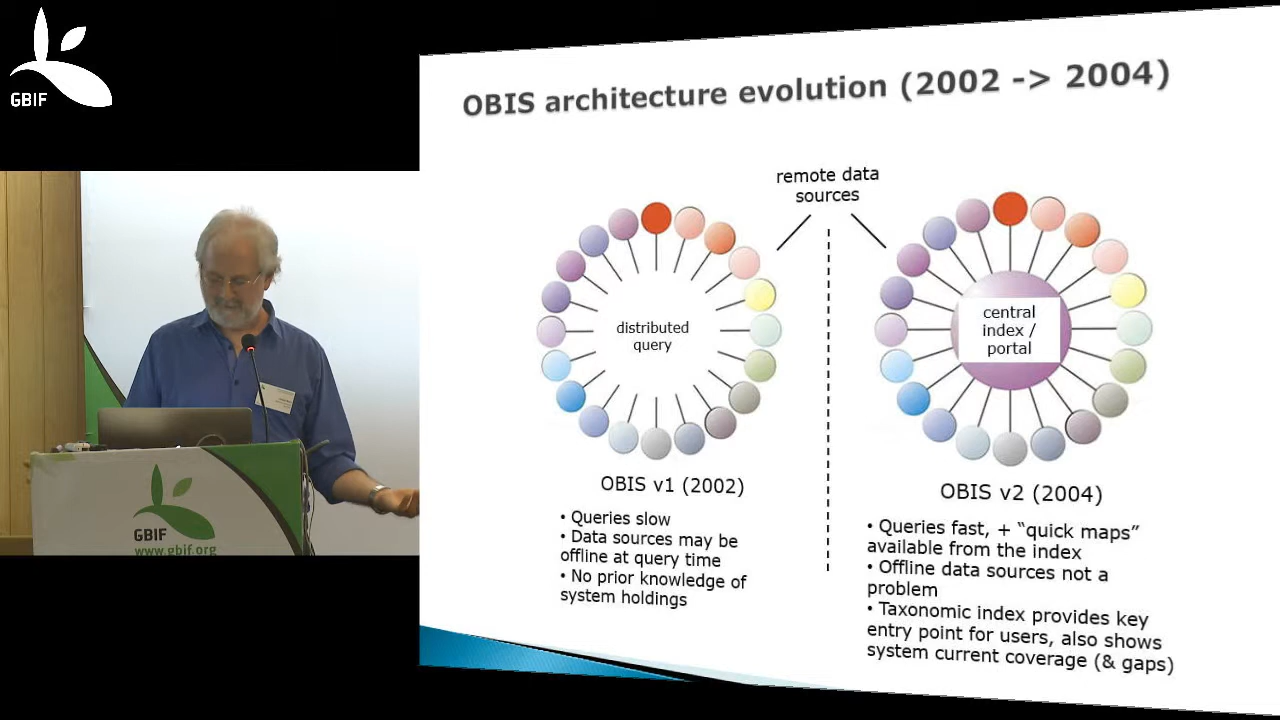 GBIF
OBIS architecture evolution (2002 -> 2004)
remote data
sources
distributed
query
central
index /
portal
OBIS v1 (2002)
• Queries slow
• Data sources may be
offline at query time
• No prior knowledge of
system holdings
OBIS v2 (2004)
• Queries fast, + “quick maps”
available from the index
• Offline data sources not a
problem
• Taxonomic index provides key
entry point for users, also shows
system current coverage (& gaps)
GBIF
www.gbif.org